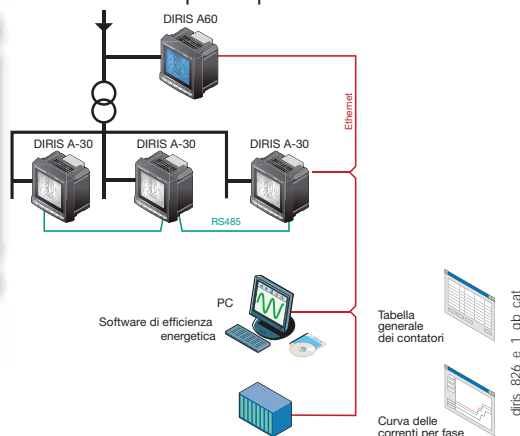 DIRIS A60
Ethernet
DIRIS A-30
DIRIS A-30
DIRIS A-30
RS485
PC
Software di efficienza
energetica
Tabella
generale
dei contatori
Curva delle
correnti per fase
diris_826_e_1_gb_cat